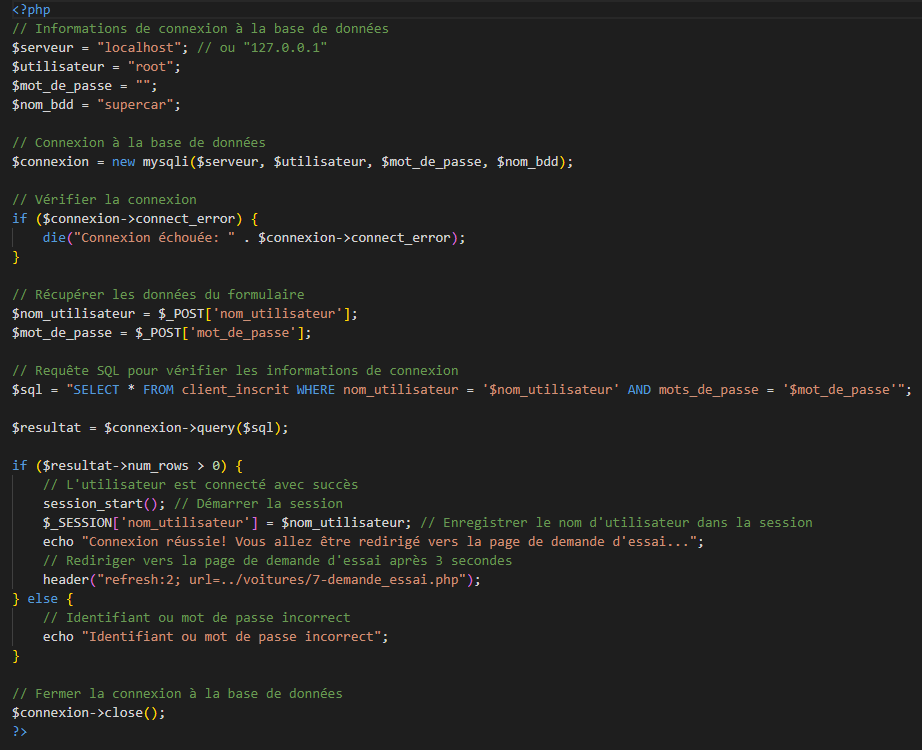 <?php
// Informations de connexion à la base de données
$serveur = "localhost"; // ou "127.0.0.1"
$utilisateur = "root";
$mot_de_passe = "";
$nom_bdd = "supercar";
// Connexion à la base de données
$connexion = new mysqli($serveur, $utilisateur, $mot_de_passe, $nom_bdd);
// Vérifier la connexion
if ($connexion->connect_error) {
    die("Connexion échouée: " . $connexion->connect_error);
}
// Récupérer les données du formulaire
$nom_utilisateur = $_POST['nom_utilisateur'];
$mot_de_passe = $_POST['mot_de_passe'];
// Requête SQL pour vérifier les informations de connexion
$sql = "SELECT * FROM client_inscrit WHERE nom_utilisateur = '$nom_utilisateur' AND mots_de_passe = '$mot_de_passe'";
$resultat = $connexion->query($sql);
if ($resultat->num_rows > 0) {
    // L'utilisateur est connecté avec succès
    session_start(); // Démarrer la session
    $_SESSION['nom_utilisateur'] = $nom_utilisateur; // Enregistrer le nom d'utilisateur dans la session
    echo "Connexion réussie! Vous allez être redirigé vers la page de demande d'essai...";
    // Rediriger vers la page de demande d'essai après 3 secondes
    header("refresh:2; url=../voitures/7-demande_essai.php");
} else {
    // Identifiant ou mot de passe incorrect
    echo "Identifiant ou mot de passe incorrect";
}
// Fermer la connexion à la base de données
$connexion->close();
?>